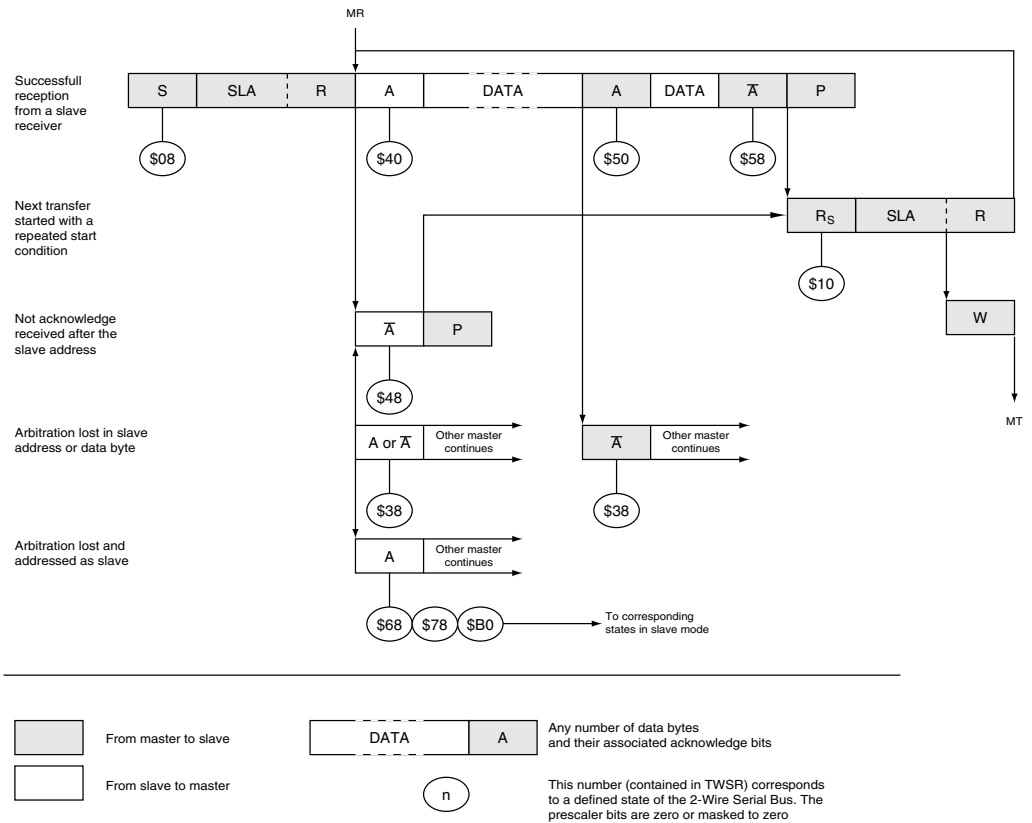 MR
Successfull
reception
from a slave
receiver
S SLA R A DATA A DATA A̅ P
$08 $40 $50 $58
Next transfer
started with a
repeated start
condition
RS SLA R
$10
Not acknowledge
received after the
slave address
A̅ P
W
$48
MT
Arbitration lost in slave
address or data byte
A or A̅
Other master
continues
A̅
Other master
continues
$38 $38
Arbitration lost and
addressed as slave
A
Other master
continues
$68 $78 $B0
To corresponding
states in slave mode
From master to slave
DATA A
Any number of data bytes
and their associated acknowledge bits
From slave to master
n
This number (contained in TWSR) corresponds
to a defined state of the 2-Wire Serial Bus. The
prescaler bits are zero or masked to zero